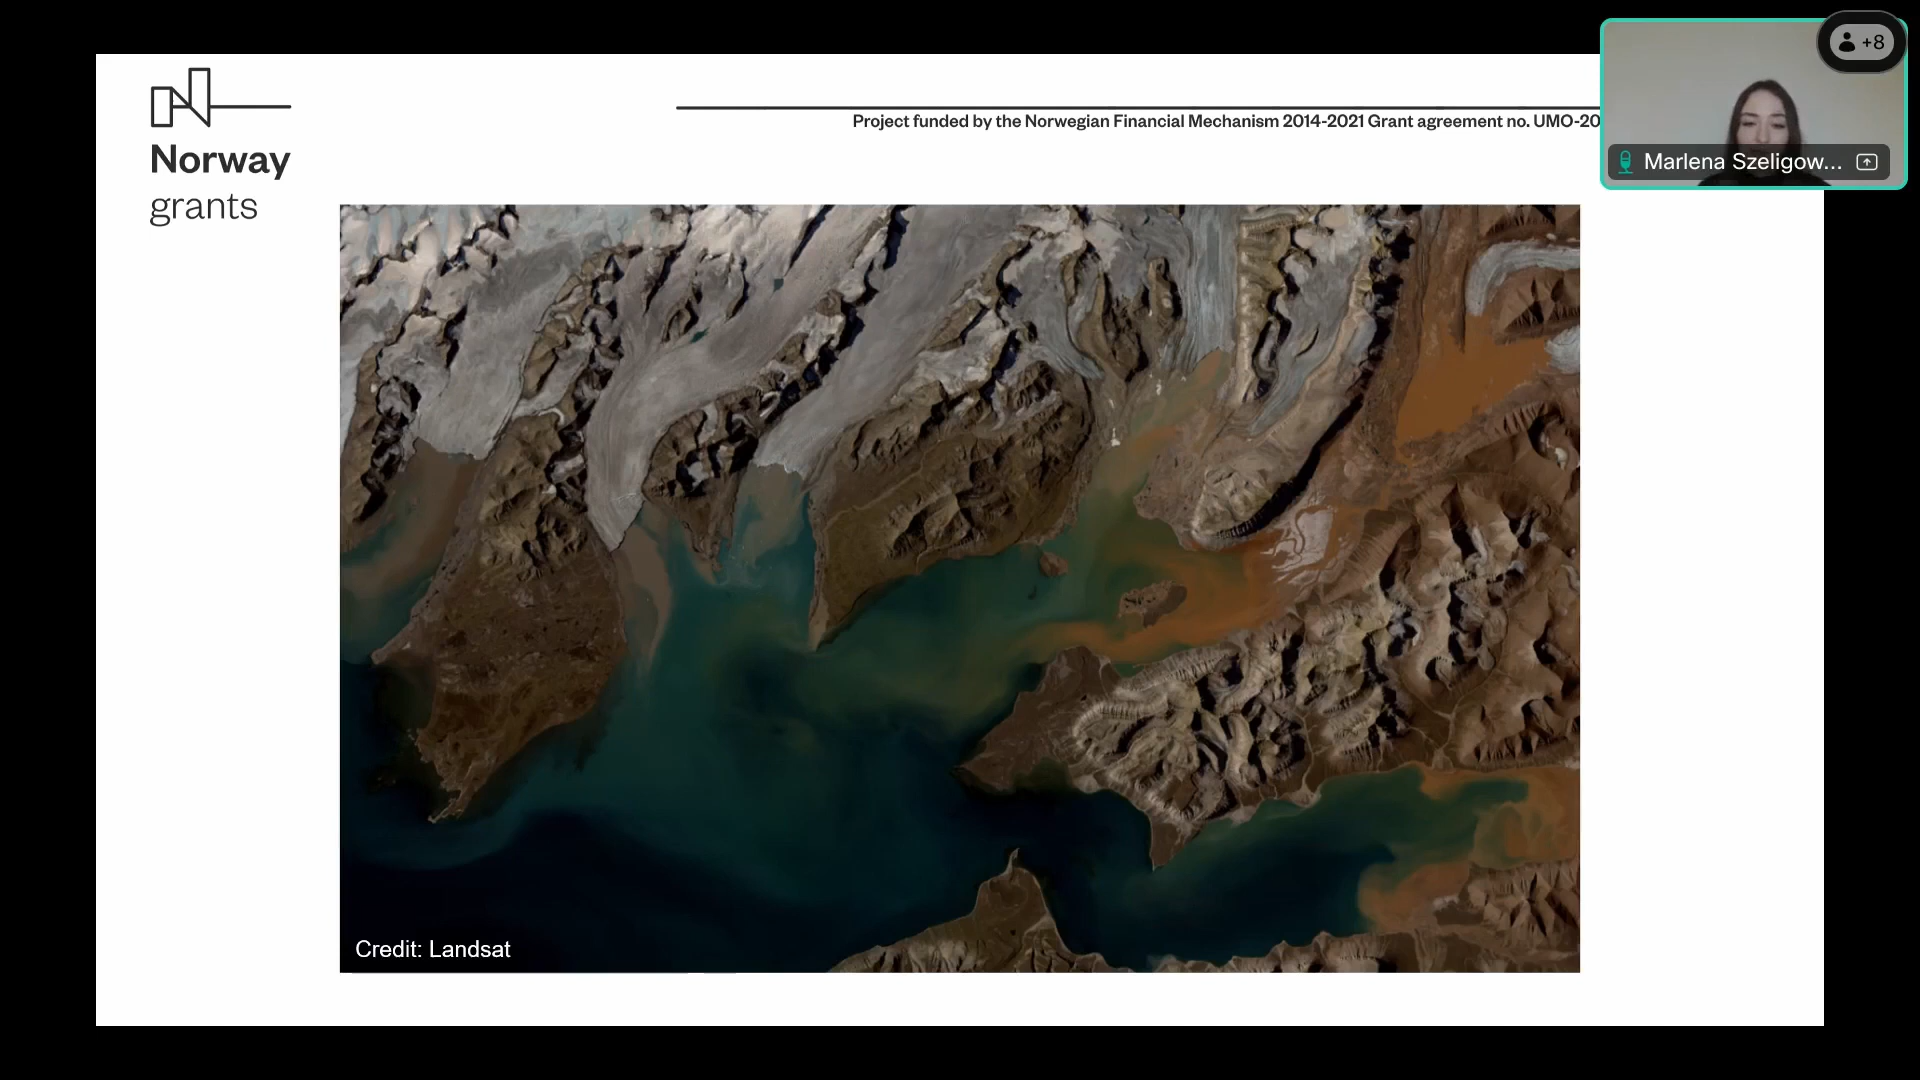 +8
Norway
grants
Project funded by the Norwegian Financial Mechanism 2014-2021 Grant agreement no. UMO-20
Marlena Szeligow...
Credit: Landsat